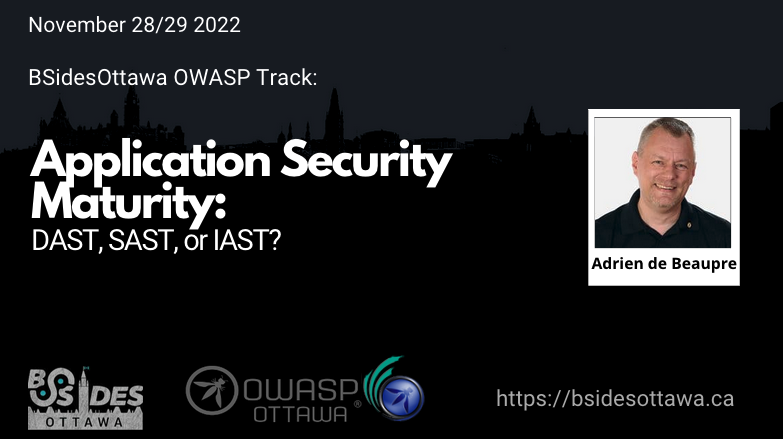 November 28/29 2022
BSidesOttawa OWASP Track:
Application Security
Maturity:
DAST, SAST, or IAST?
Adrien de Beaupre
BSIDES
OTTAWA
OWASP
OTTAWA ®
https://bsidesottawa.ca